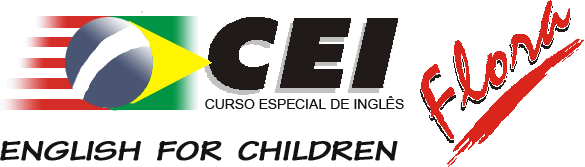 CEI
CURSO ESPECIAL DE INGLÊS
ENGLISH FOR CHILDREN
Flora